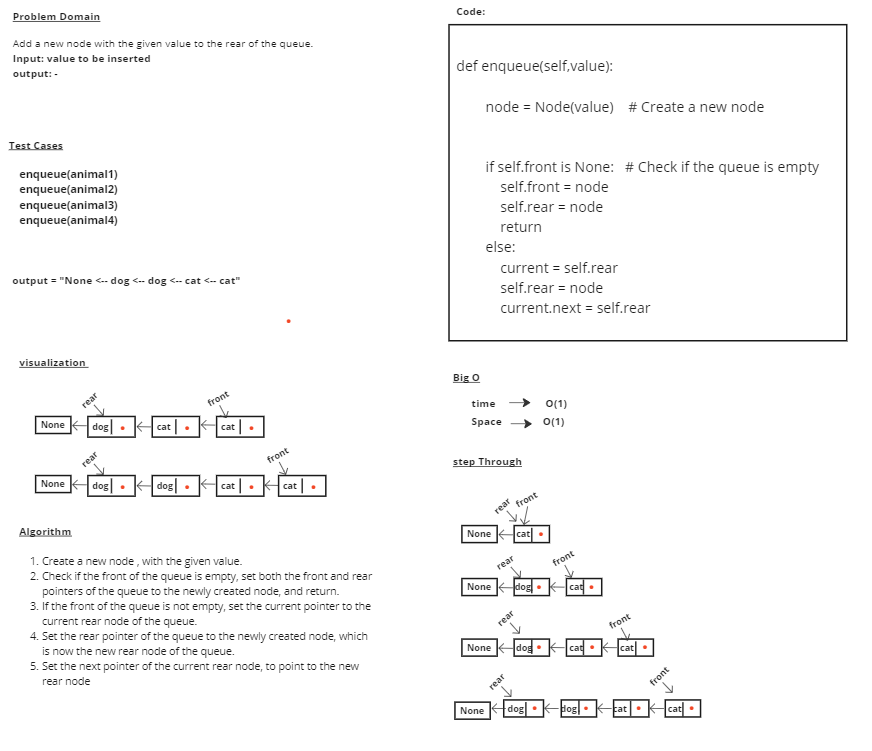 Problem Domain
Add a new node with the given value to the rear of the queue.
Input: value to be inserted
output: -
Test Cases
enqueue(animal1)
enqueue(animal2)
enqueue(animal3)
enqueue(animal4)
output = "None <-- dog <-- dog <-- cat <-- cat"
visualization
rear front
None dog cat cat
rear front
None dog dog cat cat
Algorithm
1. Create a new node , with the given value.
2. Check if the front of the queue is empty, set both the front and rear
pointers of the queue to the newly created node, and return.
3. If the front of the queue is not empty, set the current pointer to the
current rear node of the queue.
4. Set the rear pointer of the queue to the newly created node, which
is now the new rear node of the queue.
5. Set the next pointer of the current rear node, to point to the new
rear node
Code:
def enqueue(self,value):
node = Node(value) # Create a new node
if self.front is None: # Check if the queue is empty
self.front = node
self.rear = node
return
else:
current = self.rear
self.rear = node
current.next = self.rear
Big O
time O(1)
Space O(1)
step Through
rear front
None cat
rear front
None dog cat
rear front
None dog cat cat
rear front
None dog dog cat cat